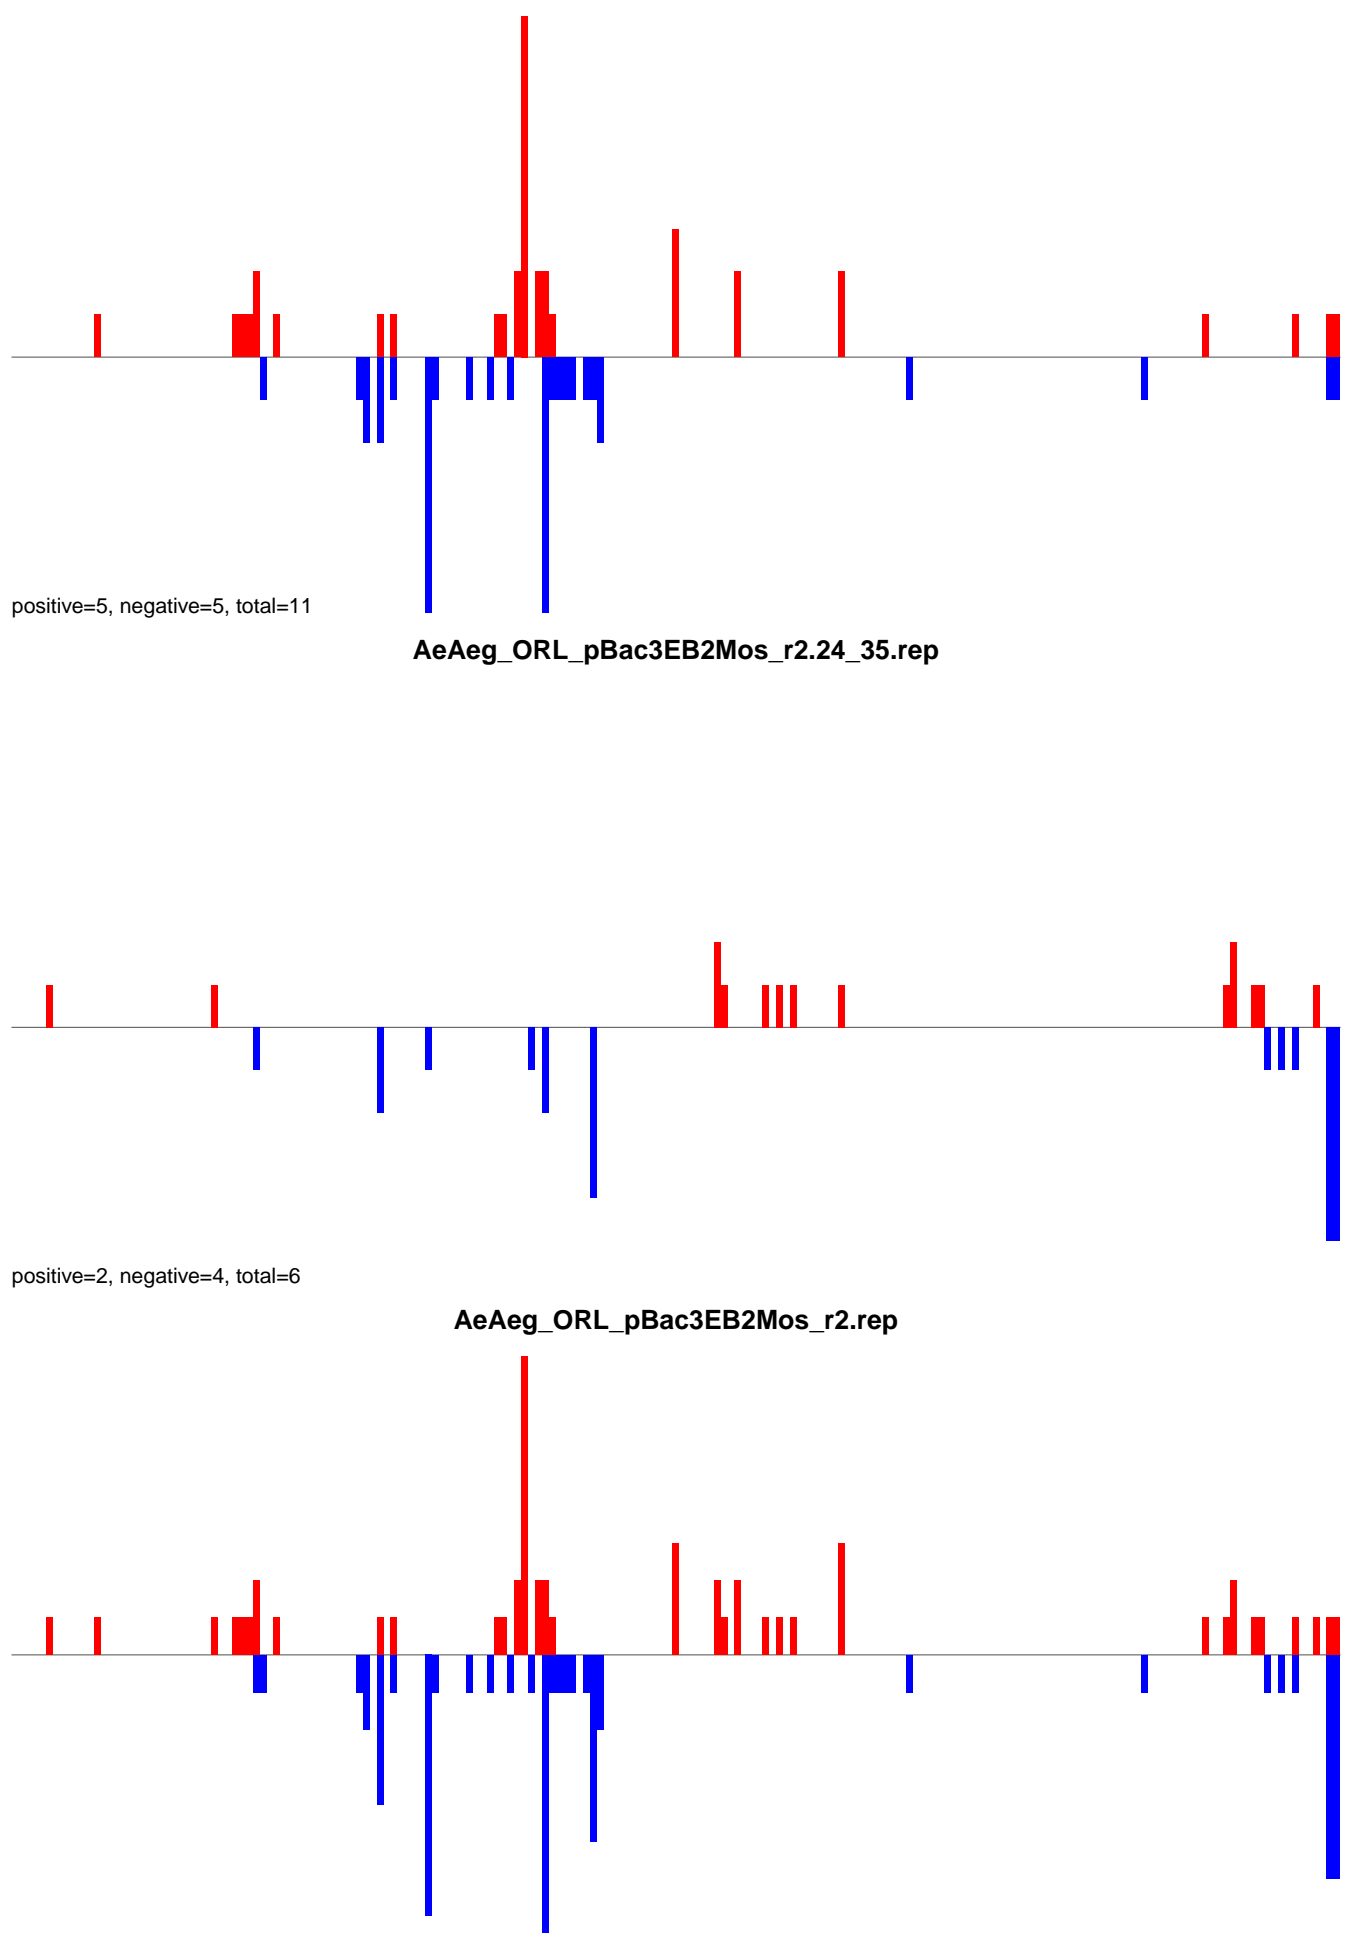 positive=5, negative=5, total=11
AeAeg_ORL_pBac3EB2Mos_r2.24_35.rep
positive=2, negative=4, total=6
AeAeg_ORL_pBac3EB2Mos_r2.rep